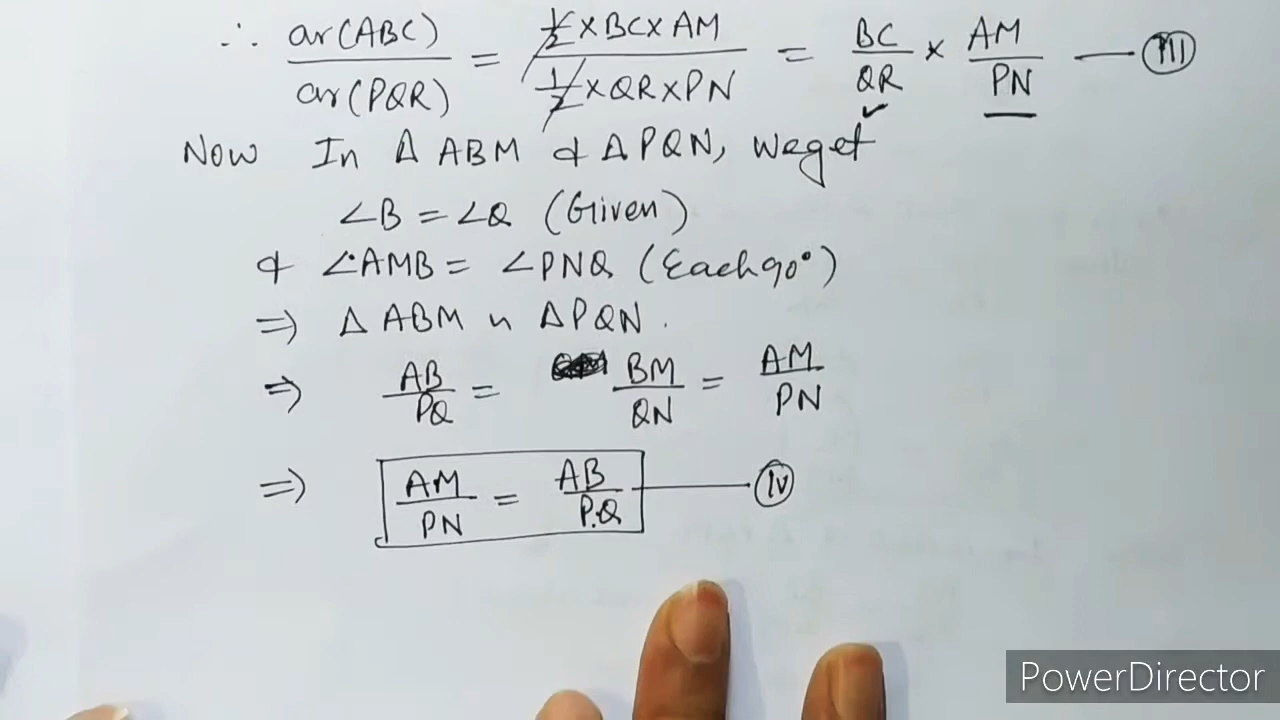 ∴ ar(ABC)/ar(PQR) = ½×BC×AM / ½×QR×PN = BC/QR × AM/PN — (III)
Now In Δ ABM & ΔPQN, we get
∠B = ∠Q (Given)
& ∠AMB = ∠PNQ (Each 90°)
⇒ Δ ABM ~ ΔPQN.
⇒ AB/PQ = BM/QN = AM/PN
⇒ AM/PN = AB/PQ — (IV)
PowerDirector